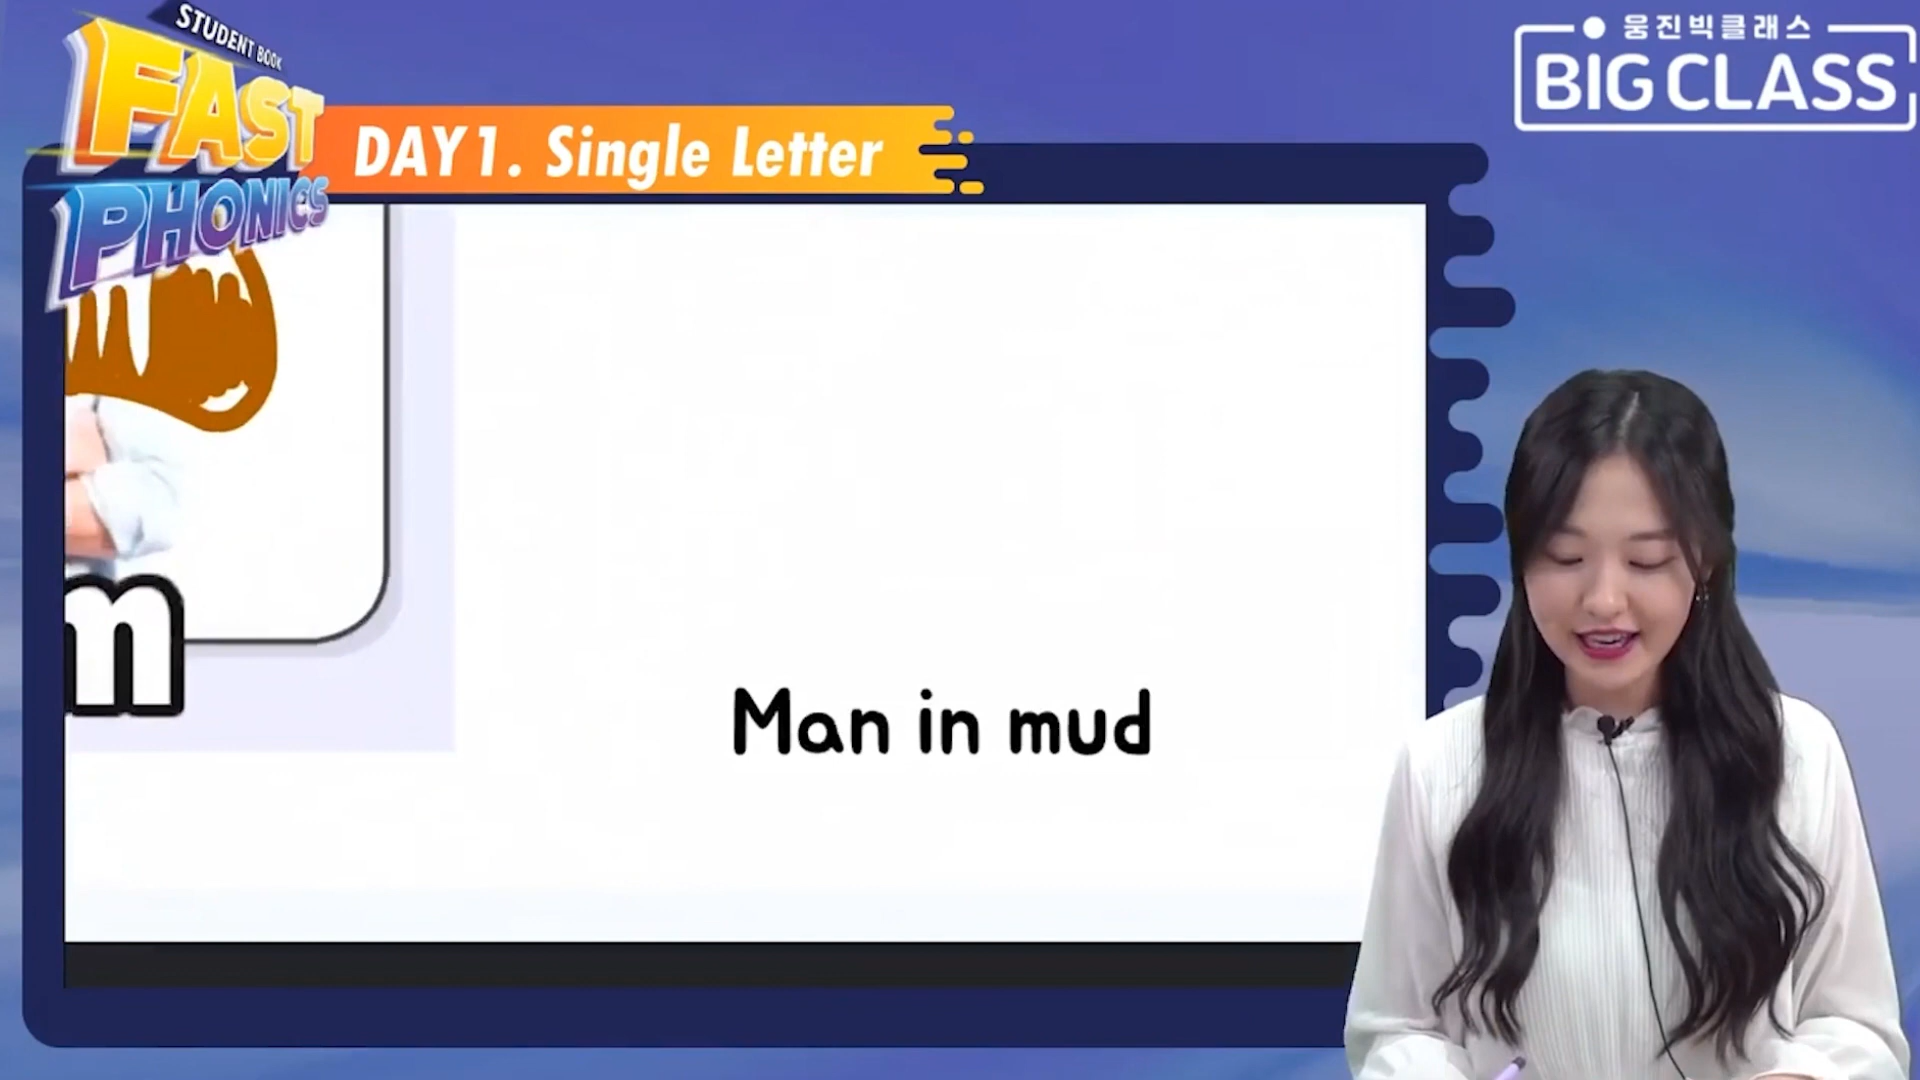 STUDENT BOOK
FAST
PHONICS
DAY1. Single Letter
웅진빅클래스
BIG CLASS
m
Man in mud